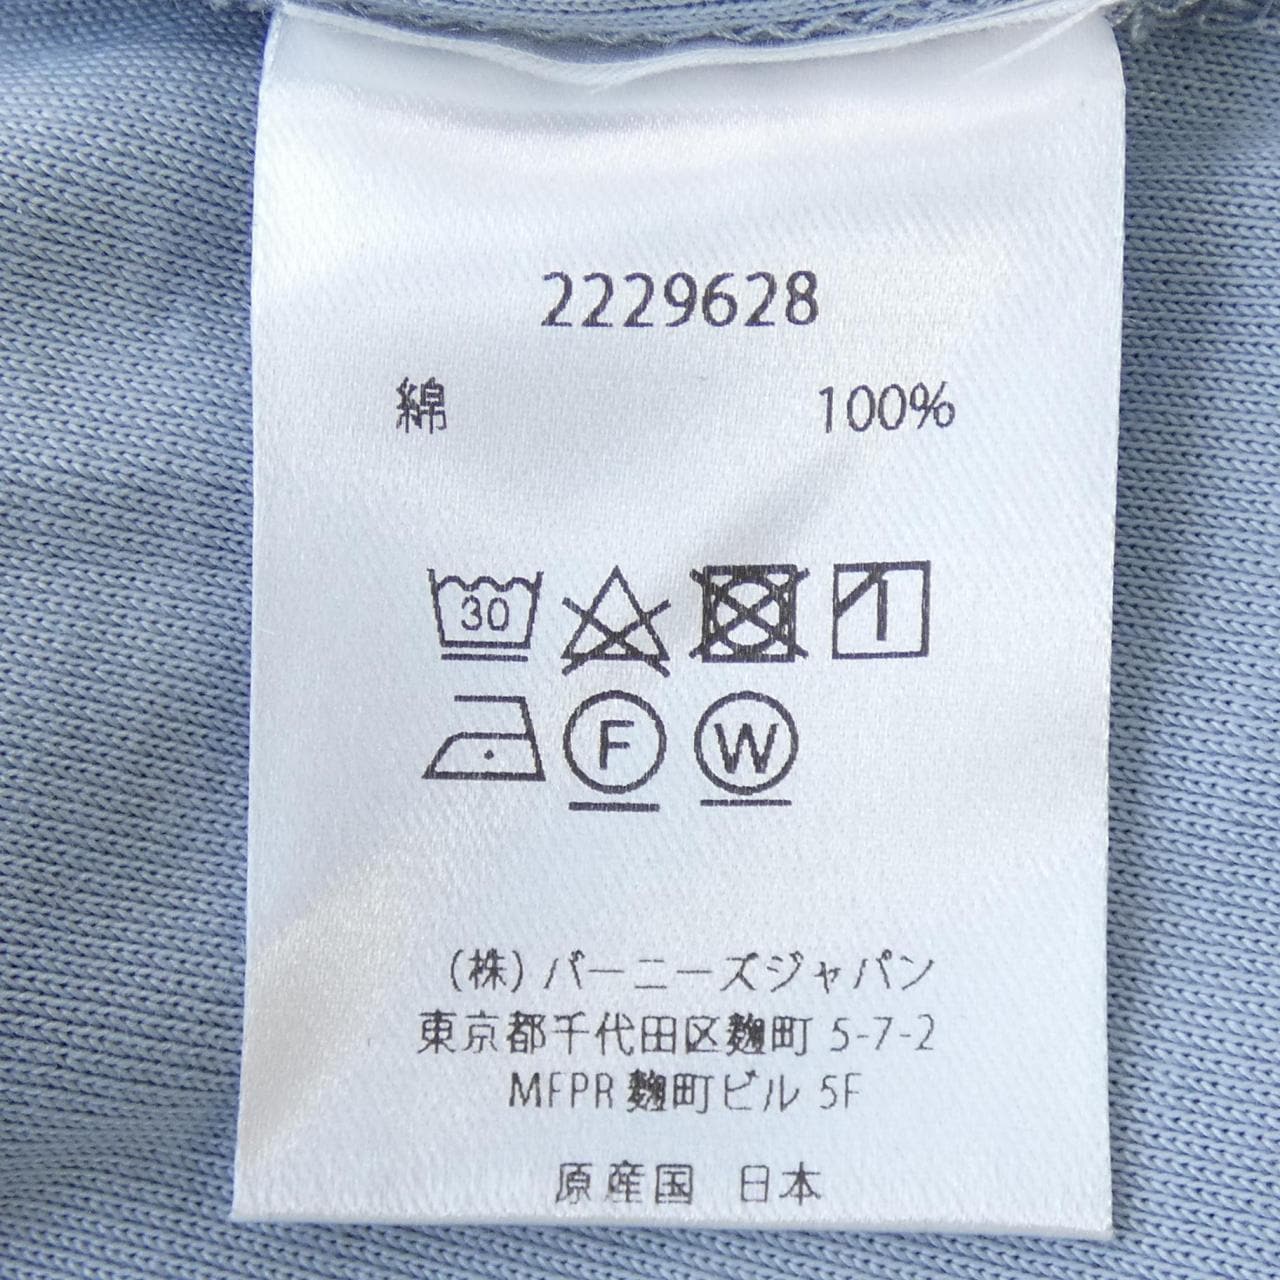 2229628
綿 100%
30
F W
(株) バーニーズジャパン
東京都千代田区麹町 5-7-2
MFPR 麹町ビル 5F
原産国 日本